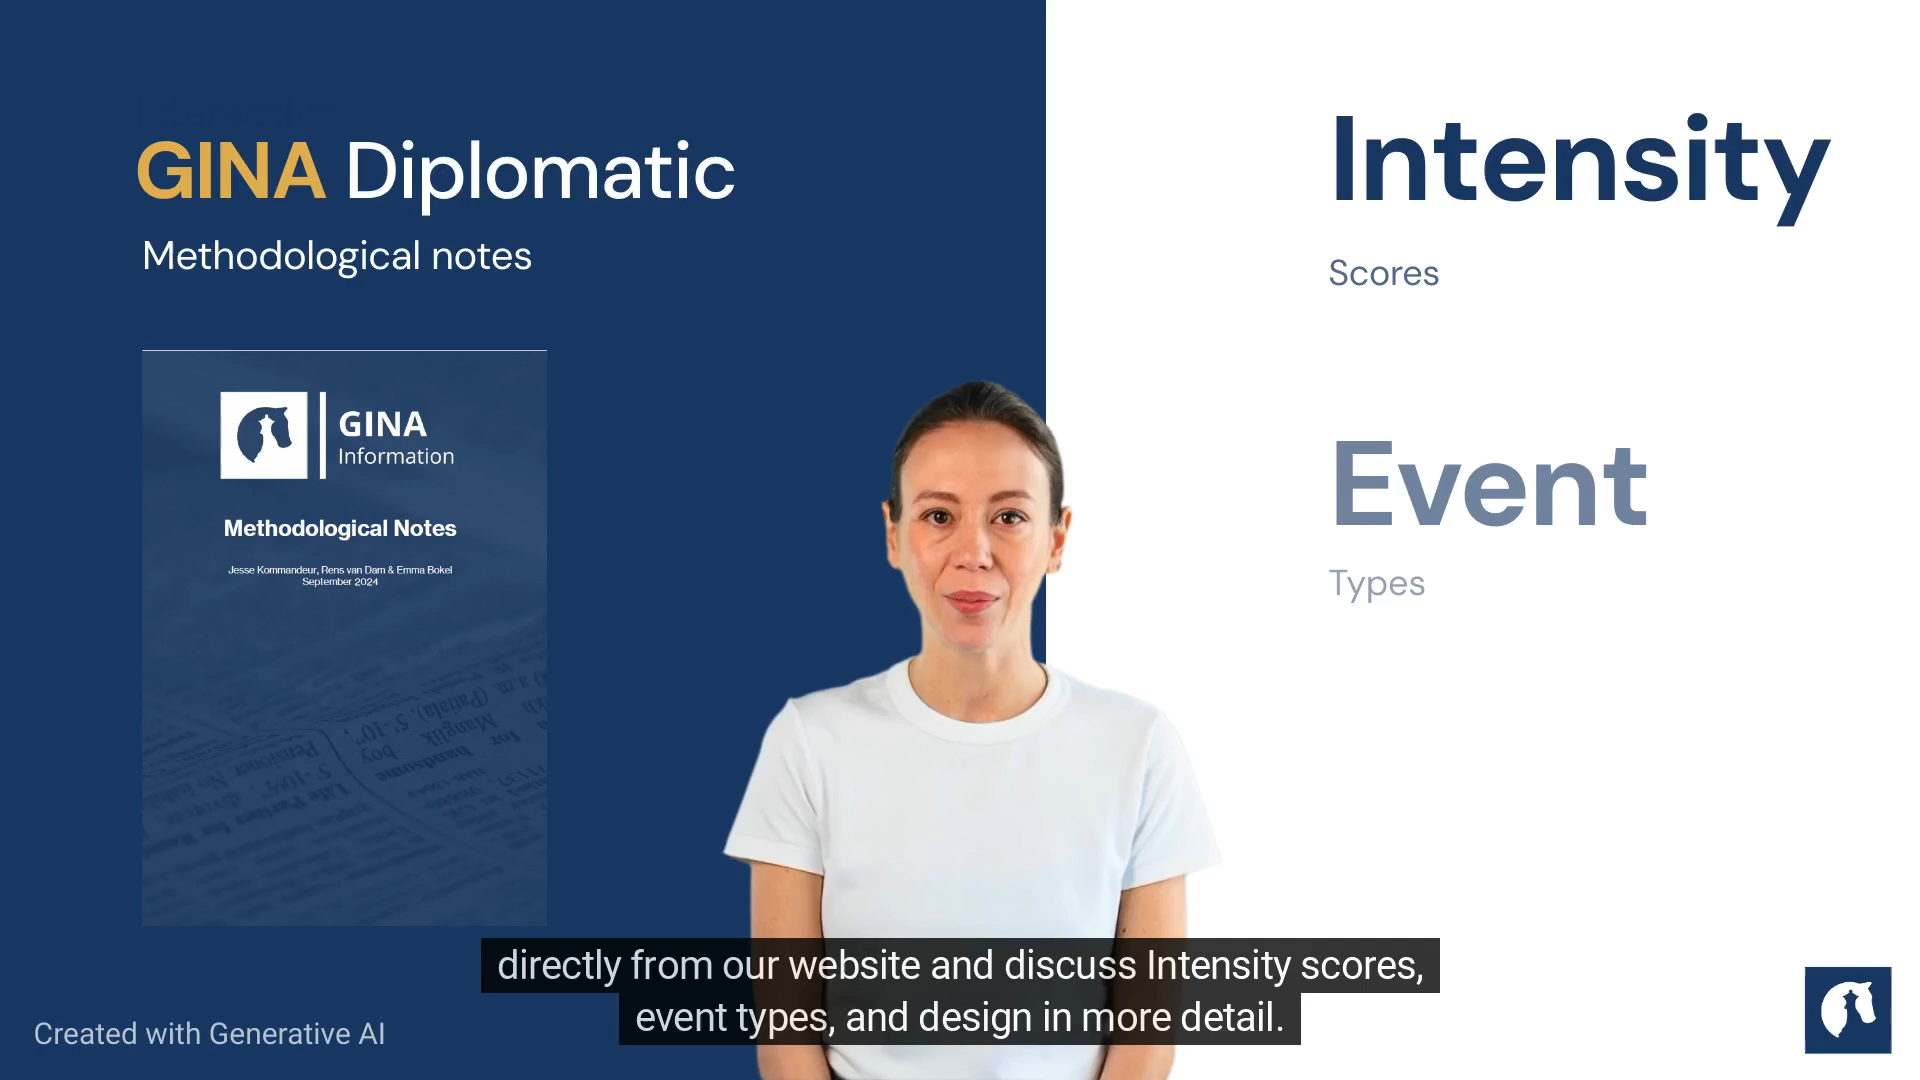 GINA Diplomatic
Methodological notes
GINA
Information
Methodological Notes
Jesse Kommandeur, Rens van Dam & Emma Bokel
September 2024
Intensity
Scores
Event
Types
directly from our website and discuss Intensity scores,
event types, and design in more detail.
Created with Generative AI